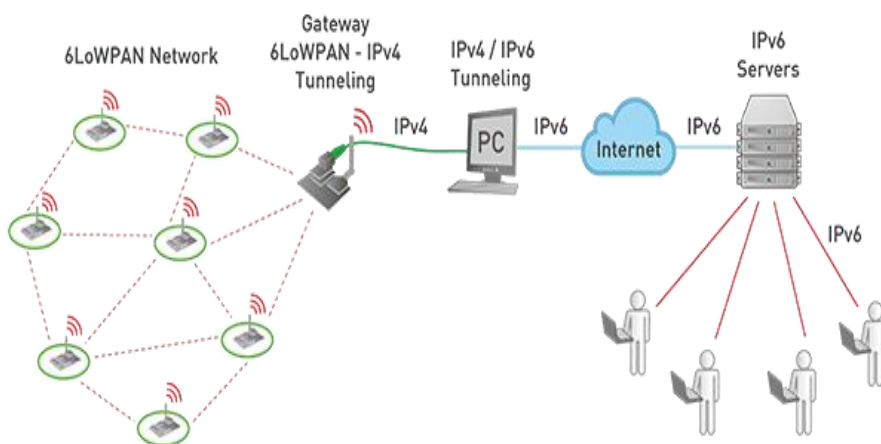 6LoWPAN Network
Gateway
6LoWPAN - IPv4
Tunneling
IPv4 / IPv6
Tunneling
IPv6
Servers
IPv4
PC
IPv6
Internet
IPv6
IPv6